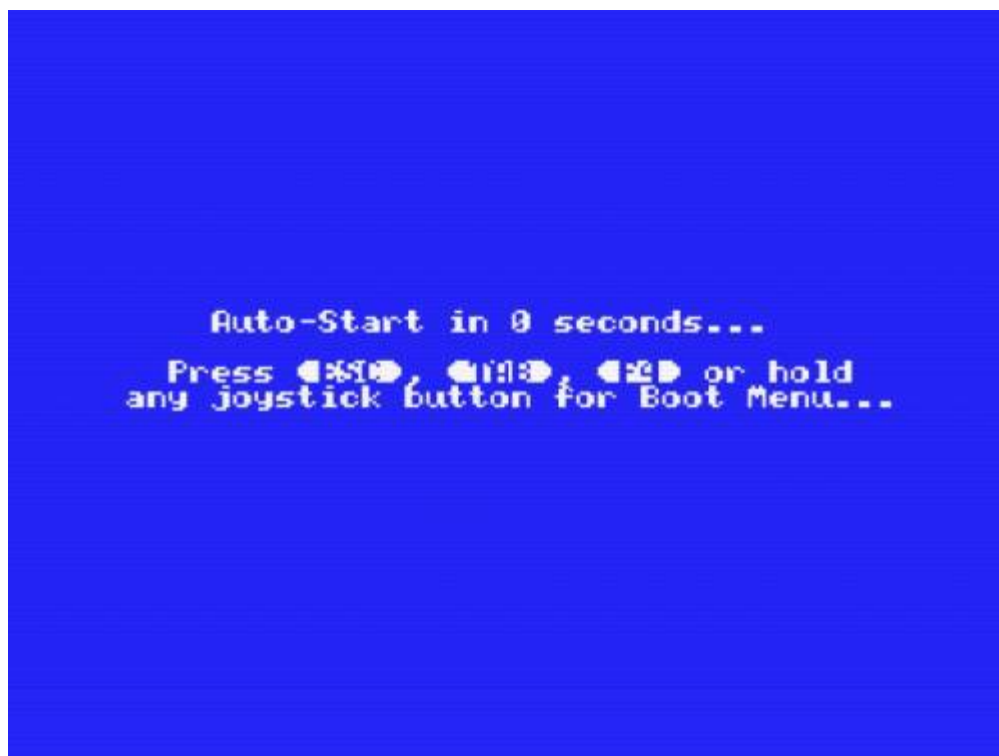 Auto-Start in 0 seconds...
Press , , or hold
any joystick button for Boot Menu...